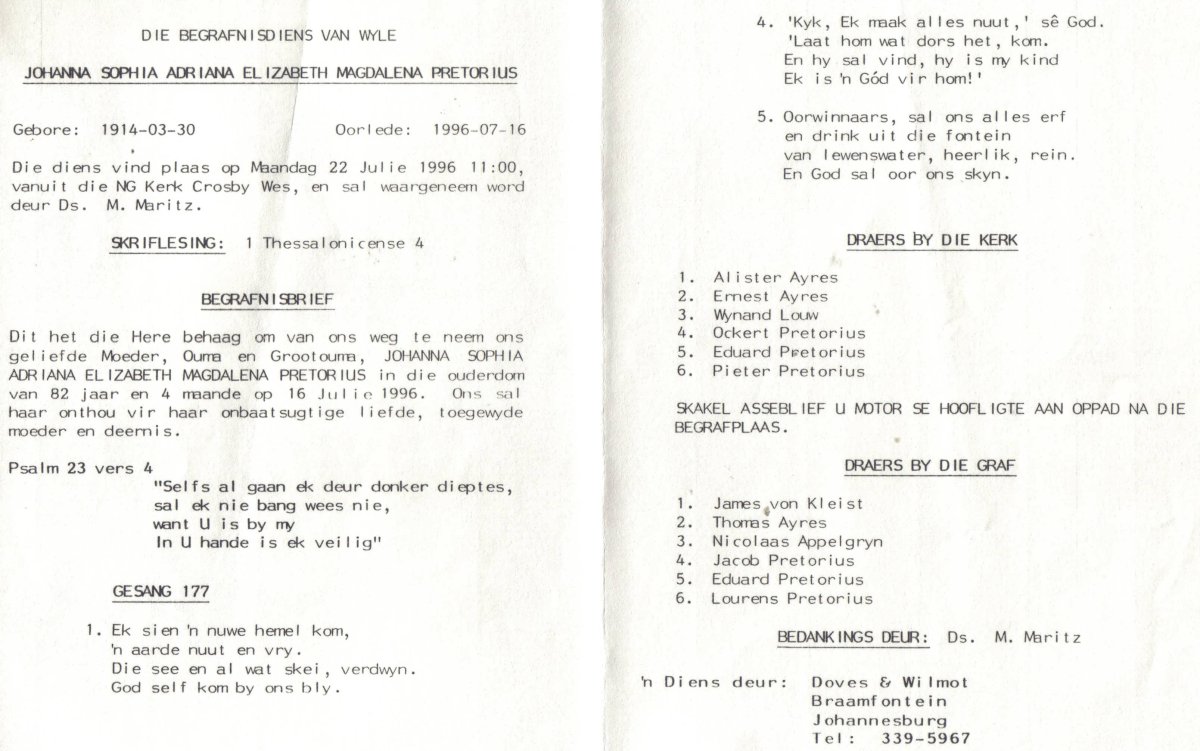 DIE BEGRAFNISDIENS VAN WYLE
JOHANNA SOPHIA ADRIANA ELIZABETH MAGDALENA PRETORIUS
Gebore: 1914-03-30 Oorlede: 1996-07-16
Die diens vind plaas op Maandag 22 Julie 1996 11:00,
vanuit die NG Kerk Crosby Wes, en sal waargeneem word
deur Ds. M. Maritz.
SKRIFLESING: 1 Thessalonicense 4
BEGRAFNISBRIEF
Dit het die Here behaag om van ons weg te neem ons
geliefde Moeder, Ouma en Grootouma, JOHANNA SOPHIA
ADRIANA ELIZABETH MAGDALENA PRETORIUS in die ouderdom
van 82 jaar en 4 maande op 16 Julie 1996. Ons sal
haar onthou vir haar onbaatsugtige liefde, toegewyde
moeder en deernis.
Psalm 23 vers 4
"Selfs al gaan ek deur donker dieptes,
sal ek nie bang wees nie,
want U is by my
In U hande is ek veilig"
GESANG 177
1. Ek sien 'n nuwe hemel kom,
'n aarde nuut en vry.
Die see en al wat skei, verdwyn.
God self kom by ons bly.
4. 'Kyk, Ek maak alles nuut,' sê God.
'Laat hom wat dors het, kom.
En hy sal vind, hy is my kind
Ek is 'n Gód vir hom!'
5. Oorwinnaars, sal ons alles erf
en drink uit die fontein
van lewenswater, heerlik, rein.
En God sal oor ons skyn.
DRAERS BY DIE KERK
1. Alister Ayres
2. Ernest Ayres
3. Wynand Louw
4. Ockert Pretorius
5. Eduard Pretorius
6. Pieter Pretorius
SKAKEL ASSEBLIEF U MOTOR SE HOOFLIGTE AAN OPPAD NA DIE
BEGRAFPLAAS.
DRAERS BY DIE GRAF
1. James von Kleist
2. Thomas Ayres
3. Nicolaas Appelgryn
4. Jacob Pretorius
5. Eduard Pretorius
6. Lourens Pretorius
BEDANKINGS DEUR: Ds. M. Maritz
'n Diens deur: Doves & Wilmot
Braamfontein
Johannesburg
Tel: 339-5967